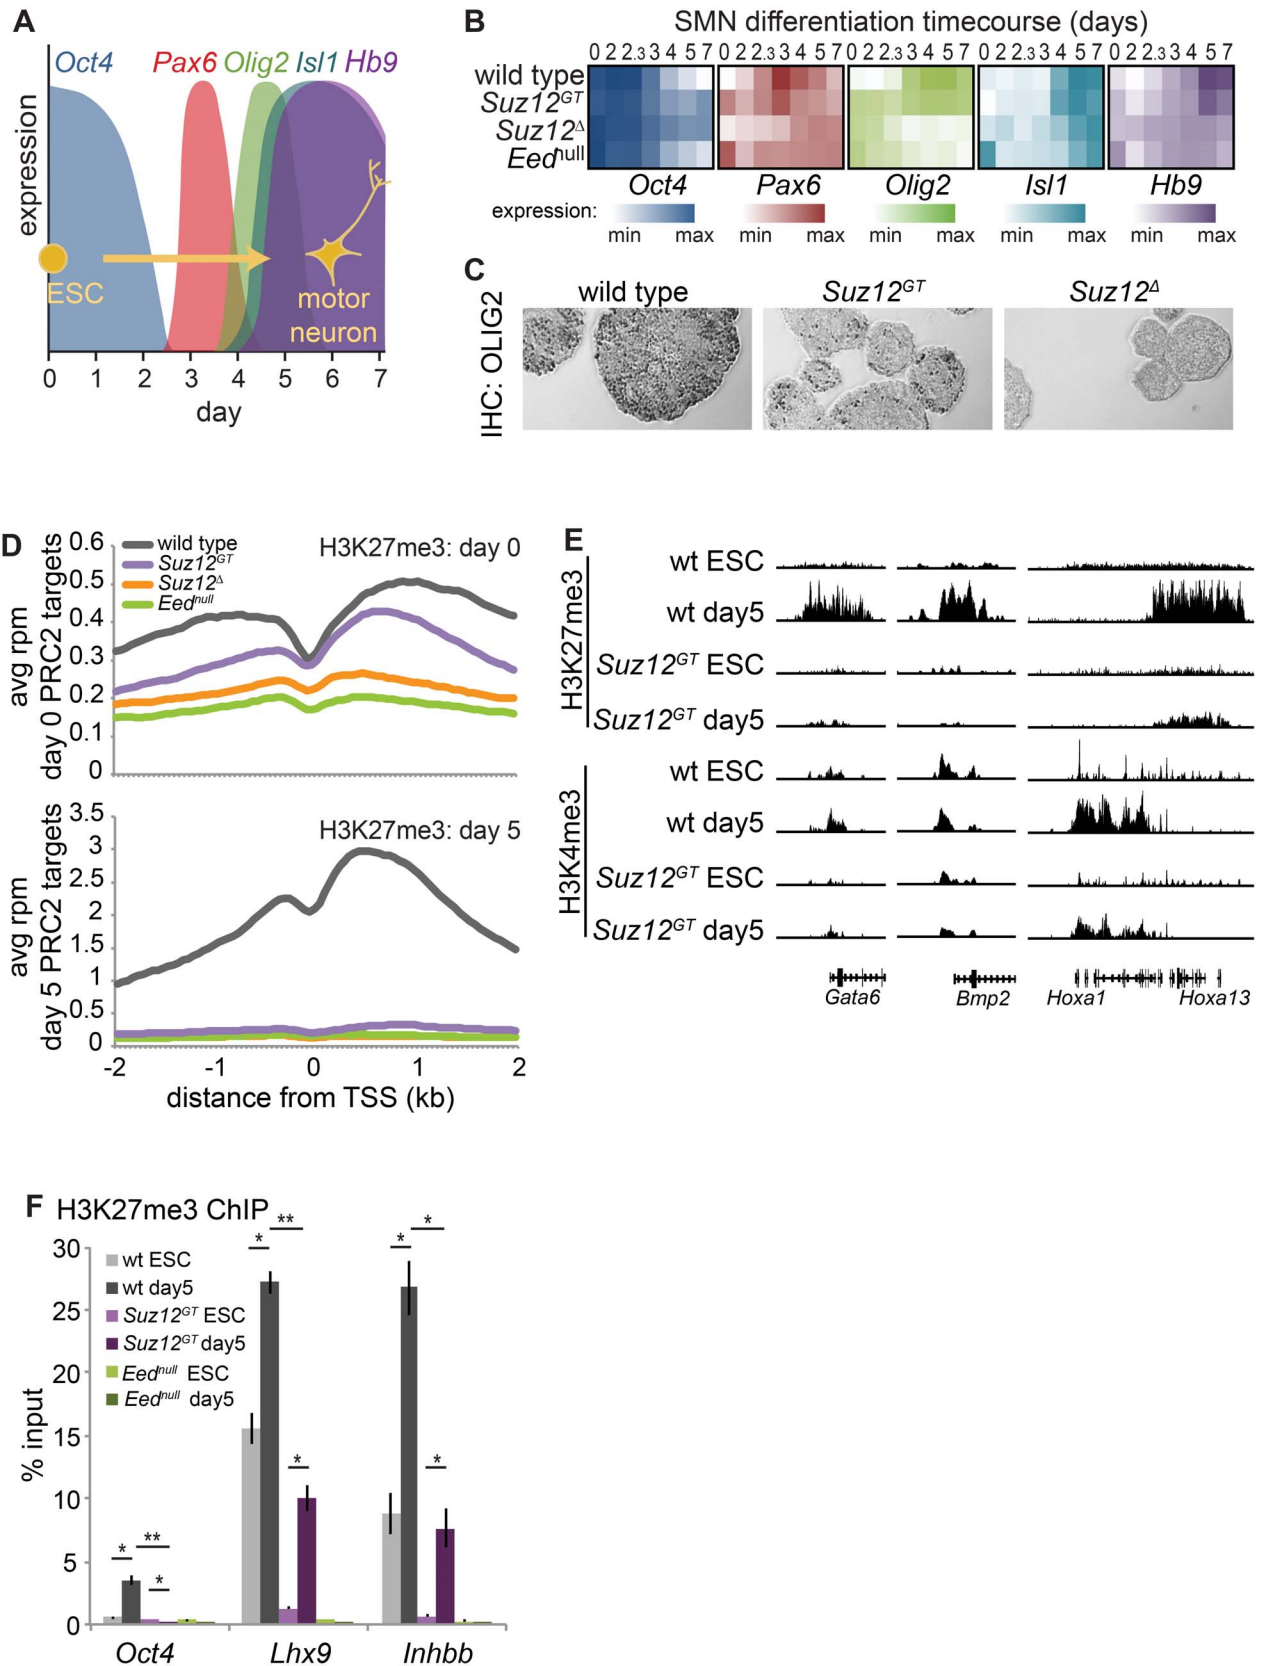 A
Oct4 Pax6 Olig2 Isl1 Hb9
expression
ESC
motor
neuron
0 1 2 3 4 5 6 7
day
B
SMN differentiation timecourse (days)
0 2 2.3 3 4 5 7 0 2 2.3 3 4 5 7 0 2 2.3 3 4 5 7 0 2 2.3 3 4 5 7 0 2 2.3 3 4 5 7
wild type
Suz12GT
Suz12Δ
Eednull
Oct4 Pax6 Olig2 Isl1 Hb9
expression:
min max min max min max min max min max
C
wild type Suz12GT Suz12Δ
IHC: OLIG2
D
H3K27me3: day 0
wild type
Suz12GT
Suz12Δ
Eednull
avg rpm
day 0 PRC2 targets
0.6
0.5
0.4
0.3
0.2
0.1
0
H3K27me3: day 5
avg rpm
day 5 PRC2 targets
3.5
3
2.5
2
1.5
1
0.5
0
-2 -1 0 1 2
distance from TSS (kb)
E
H3K27me3
wt ESC
wt day5
Suz12GT ESC
Suz12GT day5
H3K4me3
wt ESC
wt day5
Suz12GT ESC
Suz12GT day5
Gata6 Bmp2 Hoxa1 Hoxa13
F
H3K27me3 ChIP
wt ESC
wt day5
Suz12GT ESC
Suz12GT day5
Eednull ESC
Eednull day5
% input
30
25
20
15
10
5
0
* ** *
* ** *
* * *
Oct4 Lhx9 Inhbb